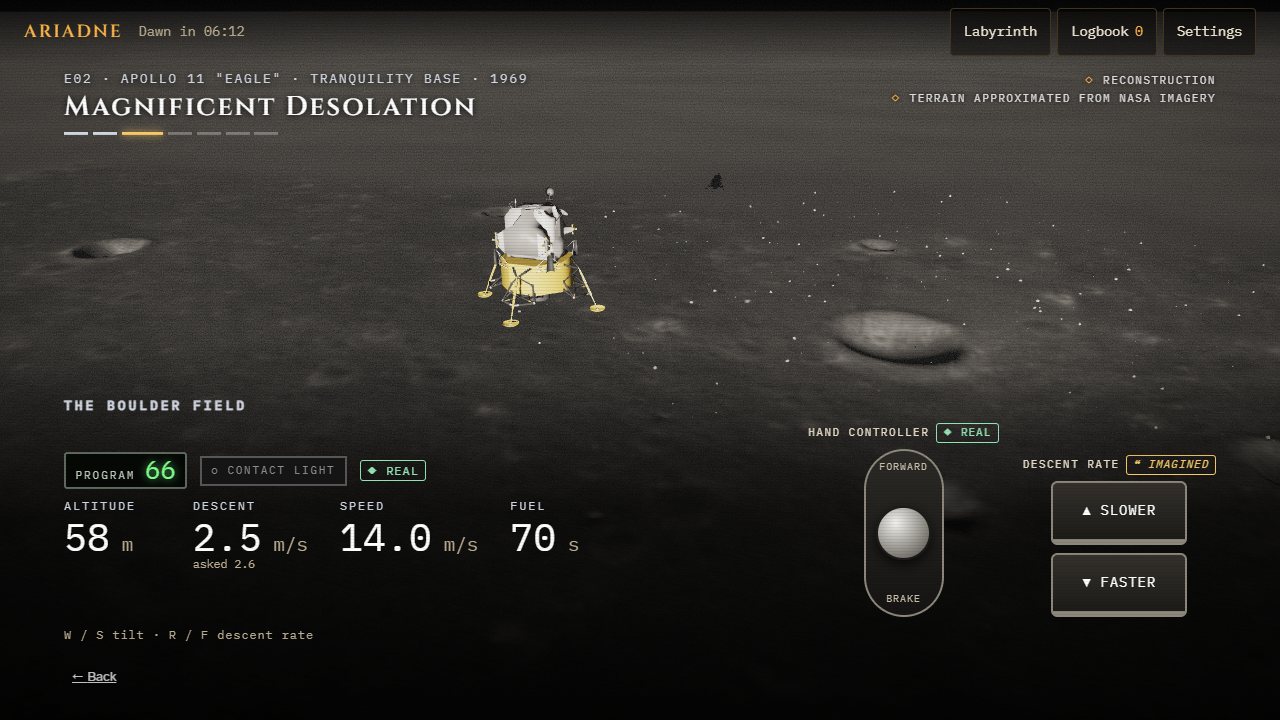 ARIADNE Dawn in 06:12 Labyrinth Logbook 0 Settings
E02 · APOLLO 11 "EAGLE" · TRANQUILITY BASE · 1969
Magnificent Desolation
◇ RECONSTRUCTION
◇ TERRAIN APPROXIMATED FROM NASA IMAGERY
THE BOULDER FIELD
PROGRAM 66 ○ CONTACT LIGHT ◆ REAL
ALTITUDE DESCENT SPEED FUEL
58 m 2.5 m/s 14.0 m/s 70 s
asked 2.6
HAND CONTROLLER ◆ REAL
FORWARD
BRAKE
DESCENT RATE ❝ IMAGINED
▲ SLOWER
▼ FASTER
W / S tilt · R / F descent rate
← Back